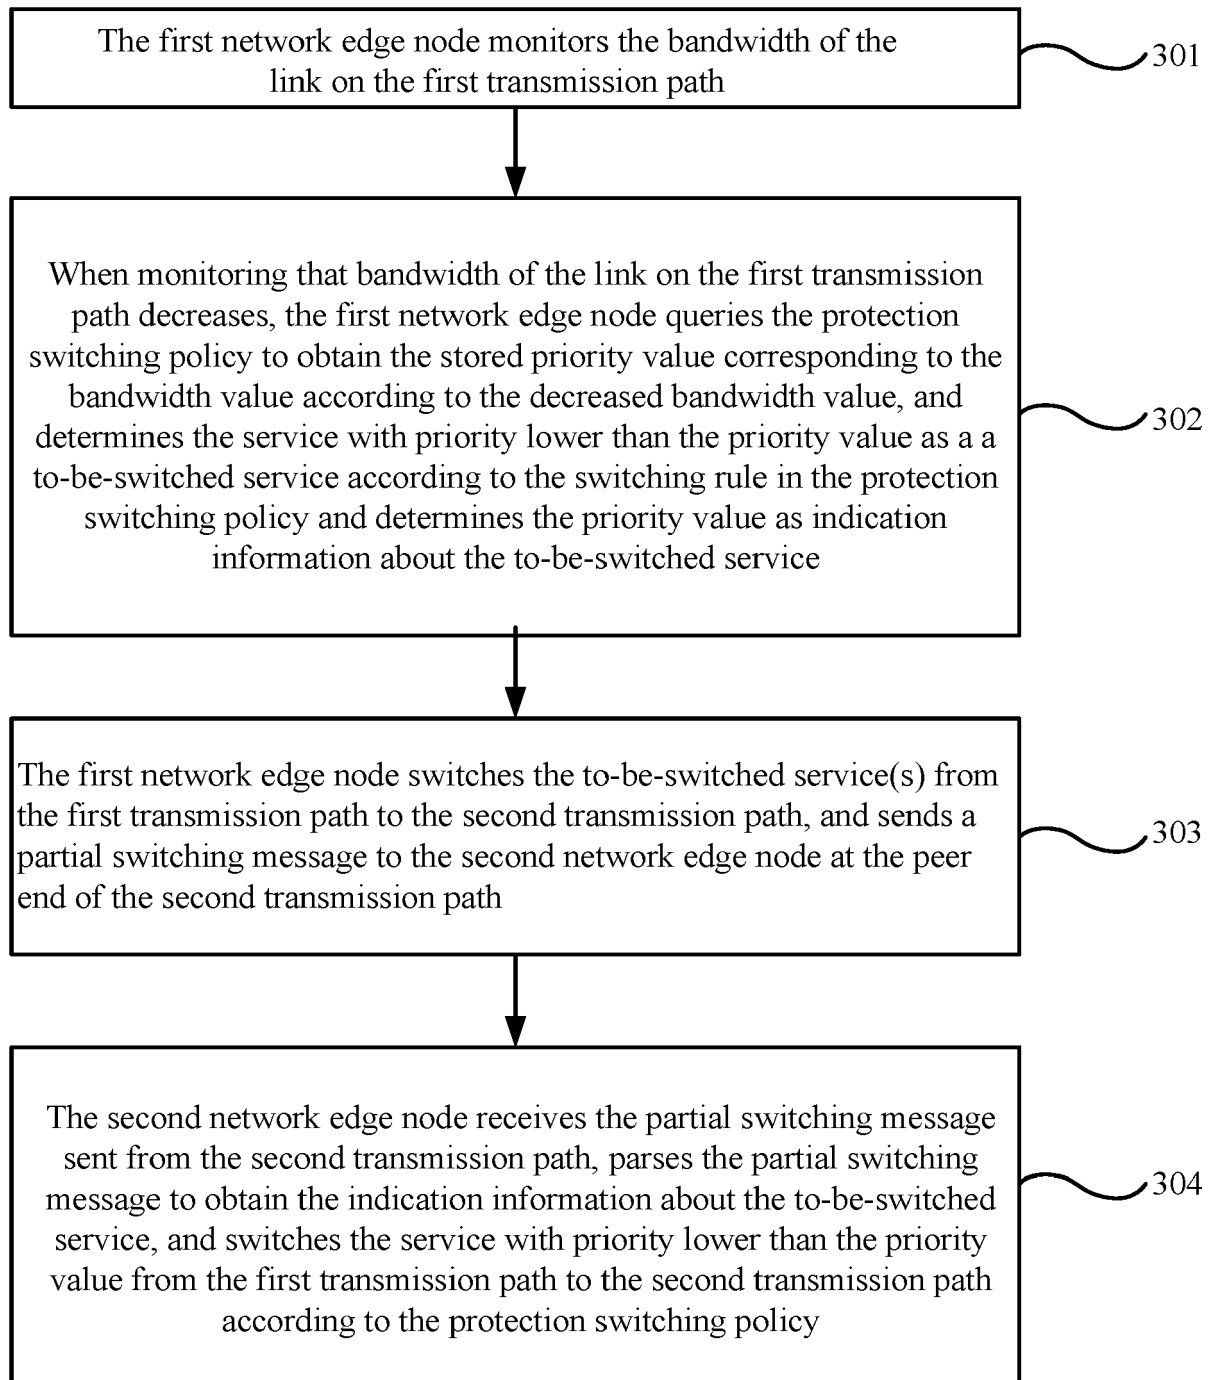 The first network edge node monitors the bandwidth of the
link on the first transmission path
301
When monitoring that bandwidth of the link on the first transmission
path decreases, the first network edge node queries the protection
switching policy to obtain the stored priority value corresponding to the
bandwidth value according to the decreased bandwidth value, and
determines the service with priority lower than the priority value as a a
to-be-switched service according to the switching rule in the protection
switching policy and determines the priority value as indication
information about the to-be-switched service
302
The first network edge node switches the to-be-switched service(s) from
the first transmission path to the second transmission path, and sends a
partial switching message to the second network edge node at the peer
end of the second transmission path
303
The second network edge node receives the partial switching message
sent from the second transmission path, parses the partial switching
message to obtain the indication information about the to-be-switched
service, and switches the service with priority lower than the priority
value from the first transmission path to the second transmission path
according to the protection switching policy
304